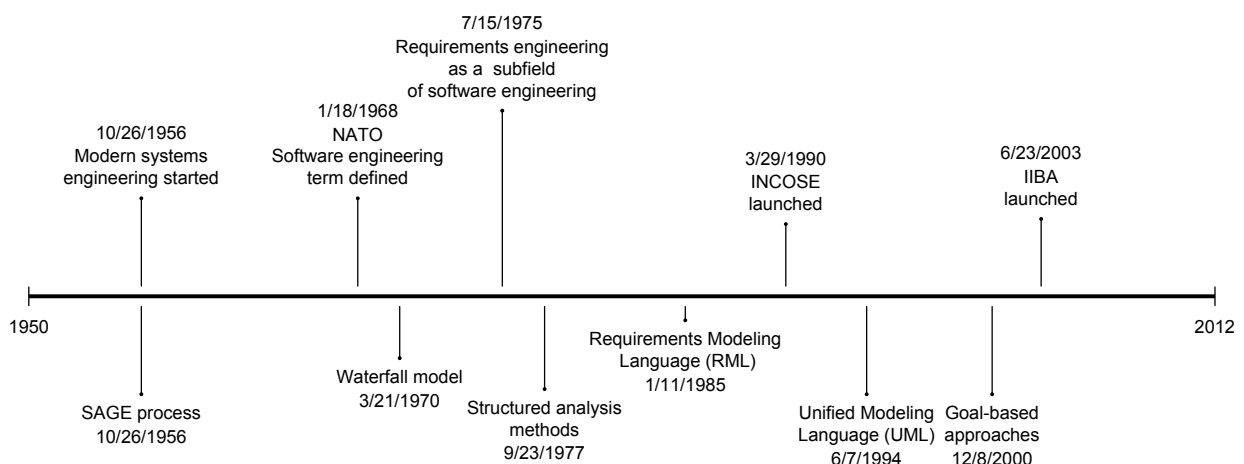 7/15/1975
Requirements engineering
as a subfield
of software engineering
1/18/1968
NATO
Software engineering
term defined
10/26/1956
Modern systems
engineering started
3/29/1990
INCOSE
launched
6/23/2003
IIBA
launched
1950
2012
SAGE process
10/26/1956
Waterfall model
3/21/1970
Structured analysis
methods
9/23/1977
Requirements Modeling
Language (RML)
1/11/1985
Unified Modeling
Language (UML)
6/7/1994
Goal-based
approaches
12/8/2000